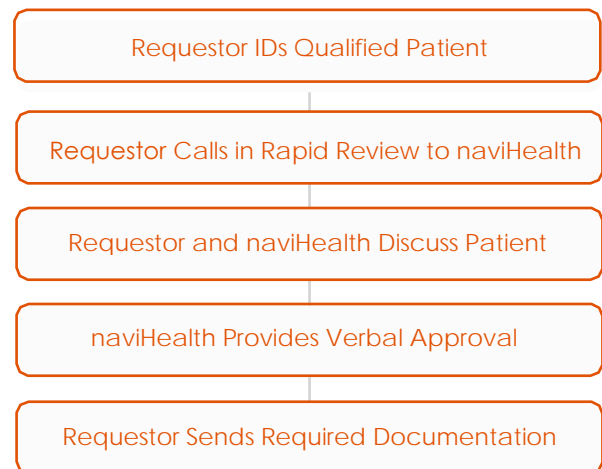 Requestor IDs Qualified Patient
Requestor Calls in Rapid Review to naviHealth
Requestor and naviHealth Discuss Patient
naviHealth Provides Verbal Approval
Requestor Sends Required Documentation